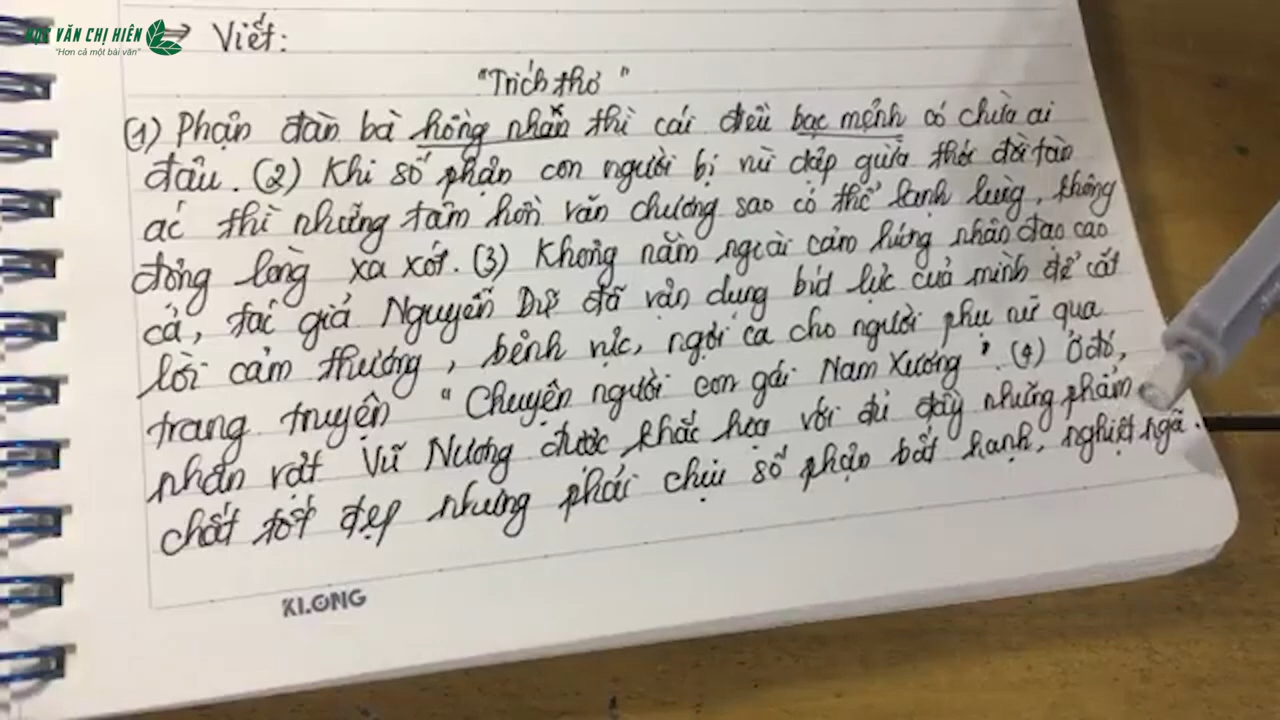 HỌC VĂN CHỊ HIÊN
"Hơn cả một bài văn"
⇒ Viết:
"Trích thơ"
(1) Phận đàn bà hồng nhan thì cái điều bạc mệnh có chừa ai
đâu. (2) Khi số phận con người bị vùi dập giữa thời đời tàn
ác thì những tâm hồn văn chương sao có thể lạnh lùng, không
động lòng xa xót. (3) Không nằm ngoài cảm hứng nhân đạo cao
cả, tác giả Nguyễn Dữ đã vận dụng bút lực của mình để cất
lời cảm thương, bênh vực, ngợi ca cho người phụ nữ qua
trang truyện "Chuyện người con gái Nam Xương". (4) Ở đó,
nhân vật Vũ Nương được khắc họa với đủ đầy những phẩm
chất tốt đẹp nhưng phải chịu số phận bất hạnh, nghiệt ngã.
KLONG